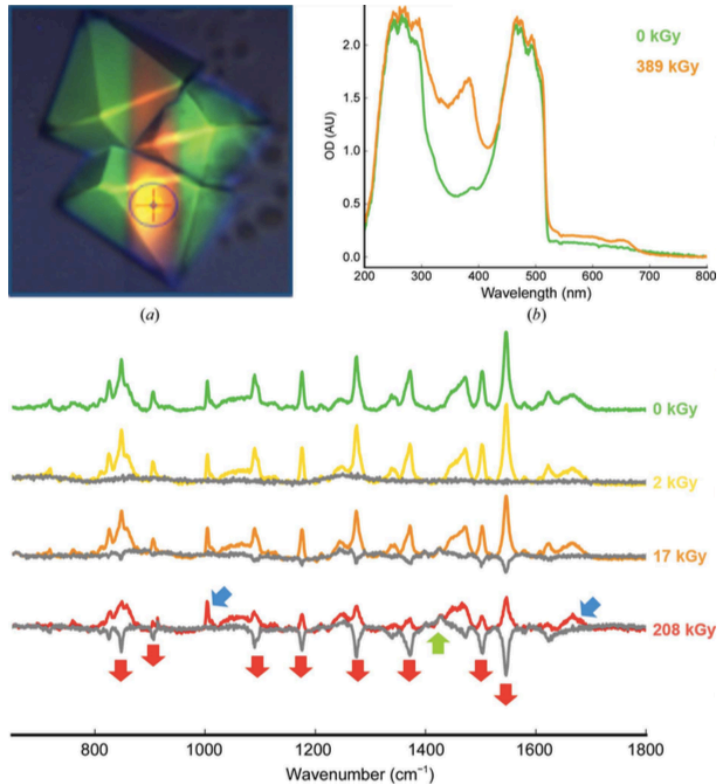 0 kGy
389 kGy
2.0
1.5
1.0
0.5
0.0
OD (AU)
200 300 400 500 600 700 800
Wavelength (nm)
(a)
(b)
0 kGy
2 kGy
17 kGy
208 kGy
800 1000 1200 1400 1600 1800
Wavenumber (cm⁻¹)